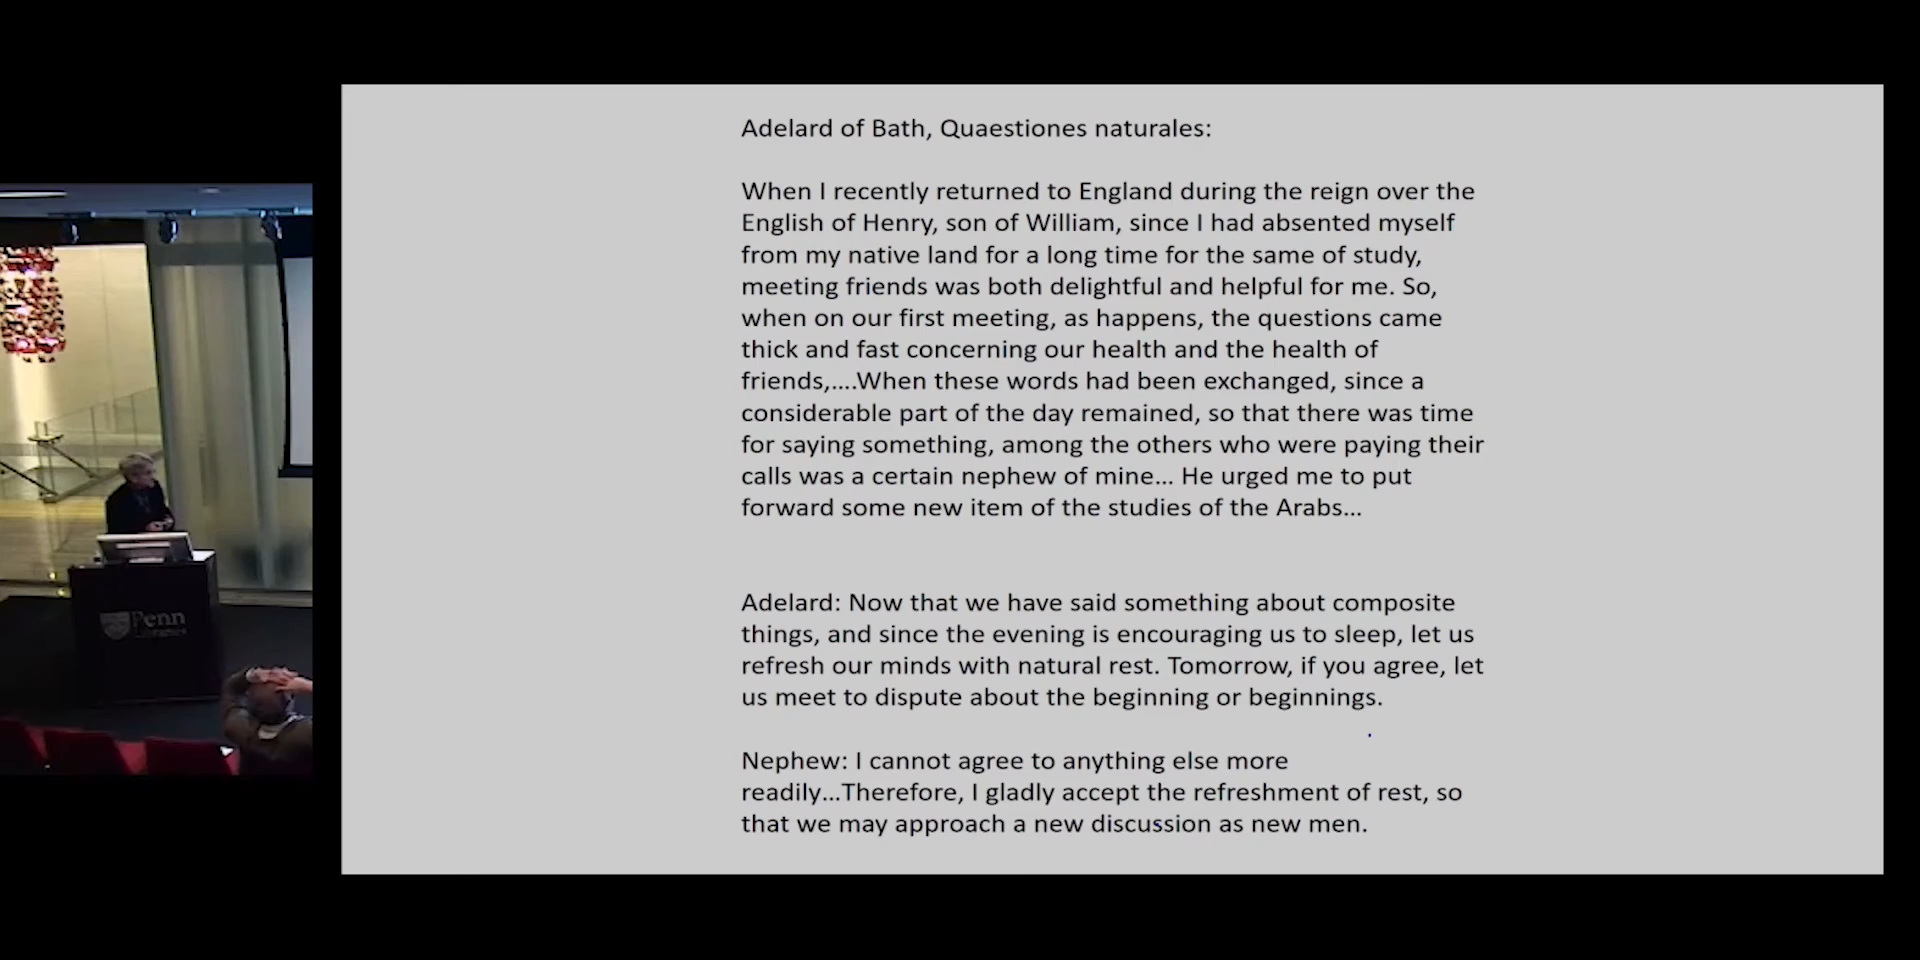 Adelard of Bath, Quaestiones naturales:
When I recently returned to England during the reign over the
English of Henry, son of William, since I had absented myself
from my native land for a long time for the same of study,
meeting friends was both delightful and helpful for me. So,
when on our first meeting, as happens, the questions came
thick and fast concerning our health and the health of
friends,....When these words had been exchanged, since a
considerable part of the day remained, so that there was time
for saying something, among the others who were paying their
calls was a certain nephew of mine... He urged me to put
forward some new item of the studies of the Arabs...
Adelard: Now that we have said something about composite
things, and since the evening is encouraging us to sleep, let us
refresh our minds with natural rest. Tomorrow, if you agree, let
us meet to dispute about the beginning or beginnings.
Nephew: I cannot agree to anything else more
readily...Therefore, I gladly accept the refreshment of rest, so
that we may approach a new discussion as new men.
Penn
Libraries